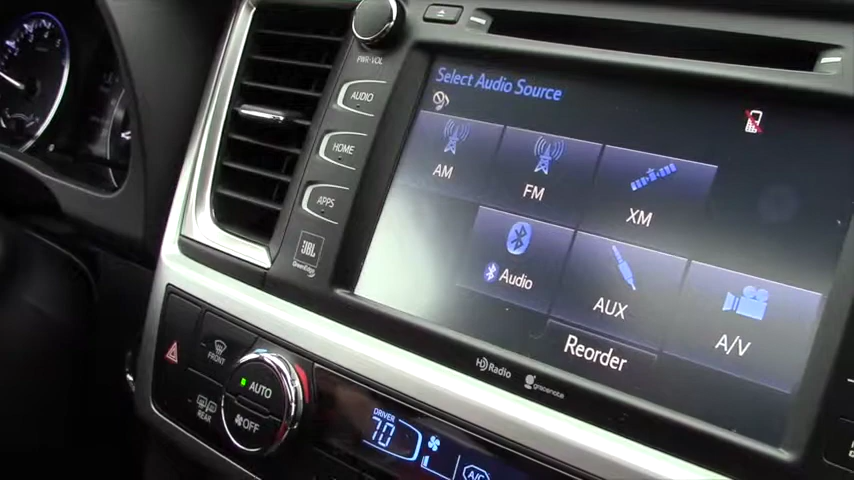 PWR•VOL
AUDIO
HOME
APPS
JBL
GreenEdge
Select Audio Source
AM
FM
XM
Audio
AUX
A/V
Reorder
HD Radio
gracenote
FRONT
REAR
AUTO
OFF
DRIVER
70
A/C